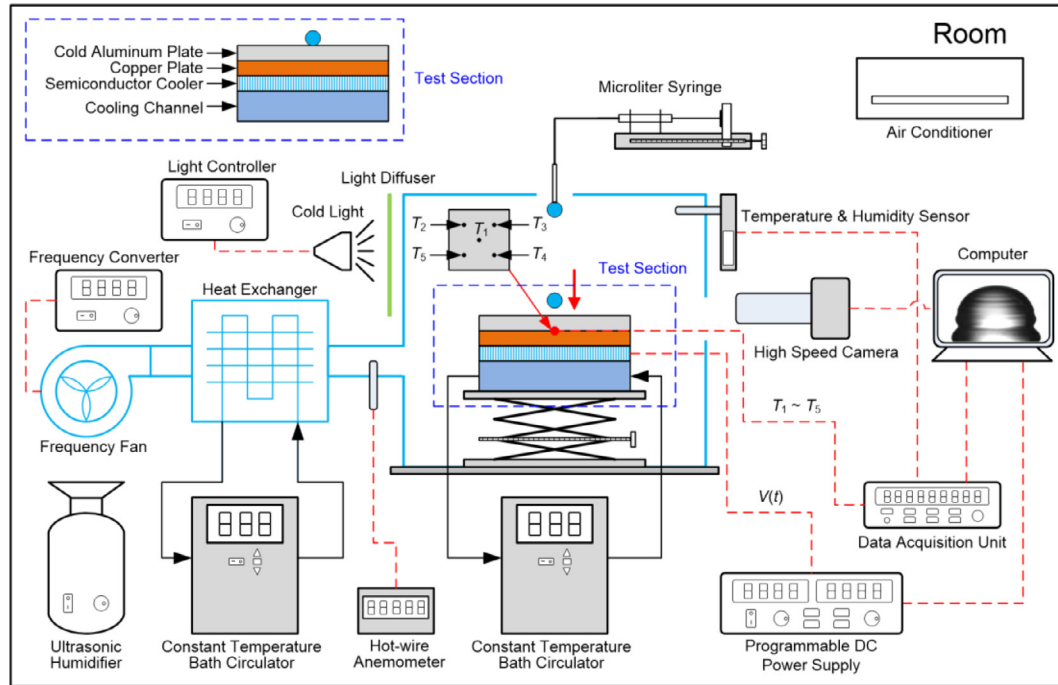 Room
Cold Aluminum Plate
Copper Plate
Semiconductor Cooler
Cooling Channel
Test Section
Microliter Syringe
Air Conditioner
Light Controller
Light Diffuser
Cold Light
T2
T3
T1
T5
T4
Temperature & Humidity Sensor
Frequency Converter
Heat Exchanger
Test Section
Computer
High Speed Camera
Frequency Fan
T1 ~ T5
V(t)
Data Acquisition Unit
Ultrasonic
Humidifier
Constant Temperature
Bath Circulator
Hot-wire
Anemometer
Constant Temperature
Bath Circulator
Programmable DC
Power Supply